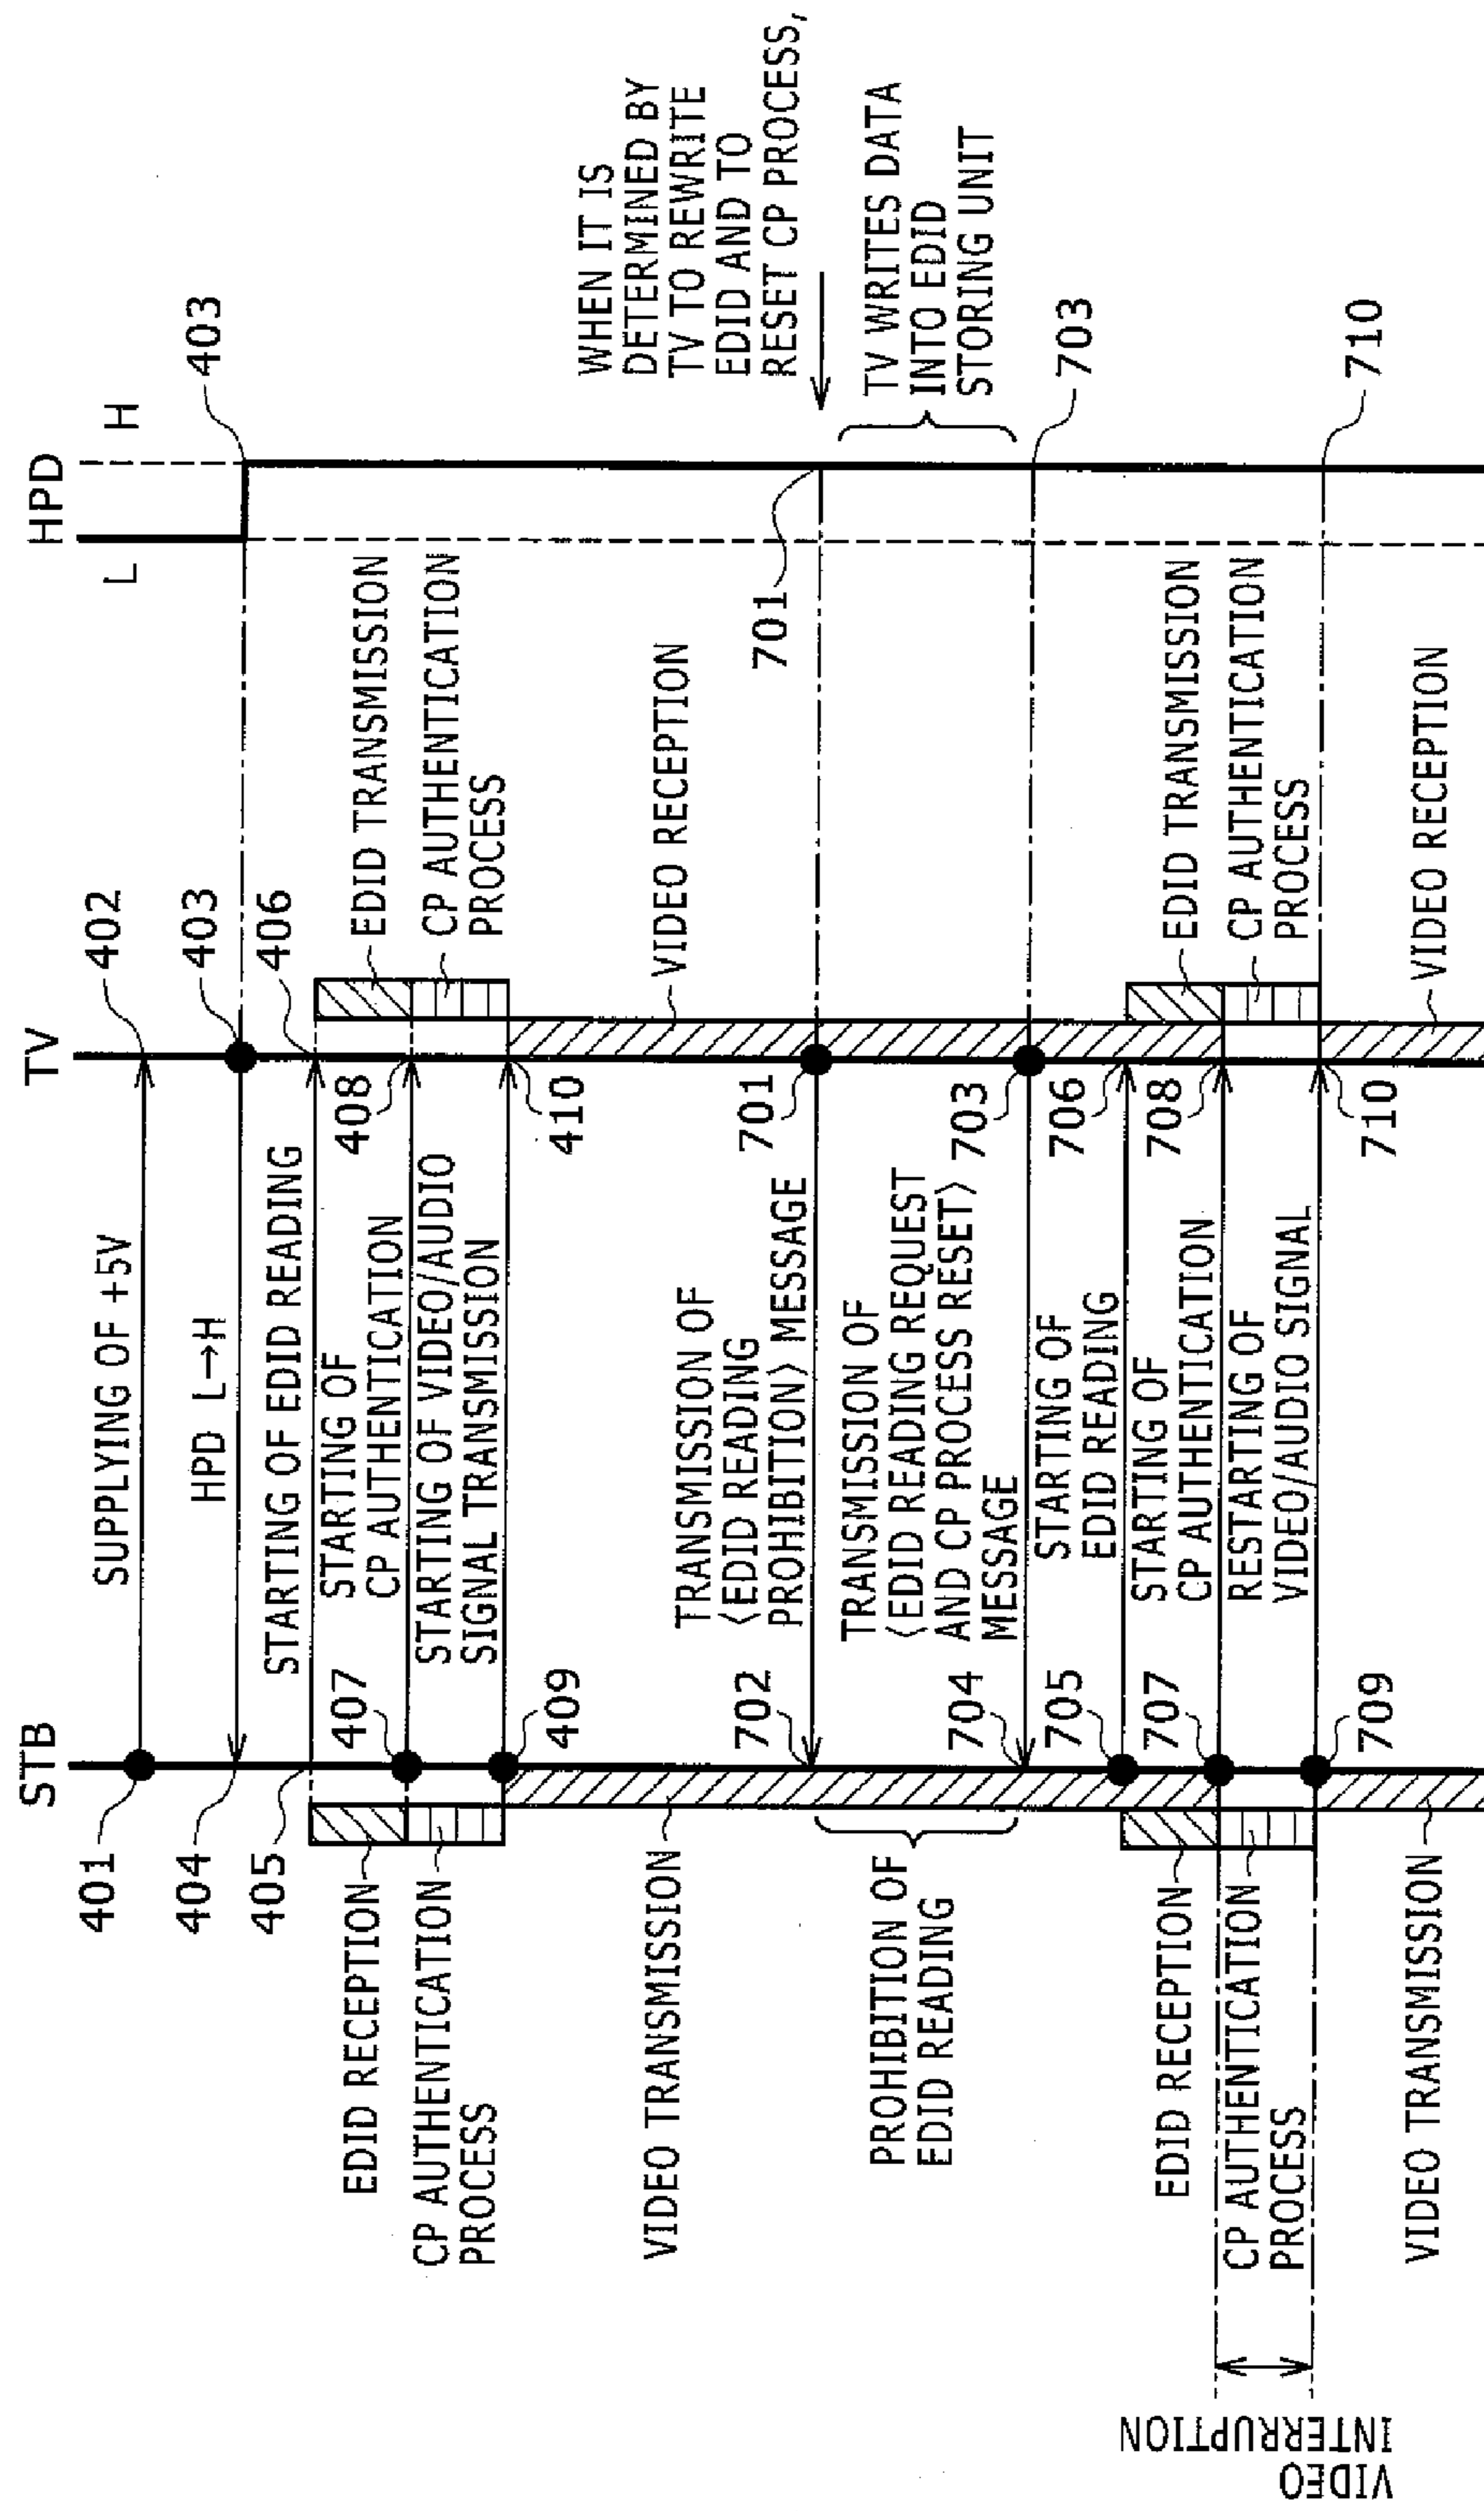 STB
TV
HPD
L
H
401
SUPPLYING OF +5V
402
404
HPD L→H
403
403
405
STARTING OF EDID READING
406
EDID RECEPTION
EDID TRANSMISSION
407
STARTING OF
CP AUTHENTICATION
408
CP AUTHENTICATION
PROCESS
CP AUTHENTICATION
PROCESS
409
STARTING OF VIDEO/AUDIO
SIGNAL TRANSMISSION
410
VIDEO TRANSMISSION
VIDEO RECEPTION
WHEN IT IS
DETERMINED BY
TV TO REWRITE
EDID AND TO
RESET CP PROCESS,
702
TRANSMISSION OF
〈EDID READING
PROHIBITION〉 MESSAGE
701
701
PROHIBITION OF
EDID READING
TV WRITES DATA
INTO EDID
STORING UNIT
704
TRANSMISSION OF
〈EDID READING REQUEST
AND CP PROCESS RESET〉
MESSAGE
703
703
705
STARTING OF
EDID READING
706
EDID RECEPTION
EDID TRANSMISSION
707
STARTING OF
CP AUTHENTICATION
708
CP AUTHENTICATION
PROCESS
CP AUTHENTICATION
PROCESS
VIDEO
INTERRUPTION
709
RESTARTING OF
VIDEO/AUDIO SIGNAL
710
710
VIDEO TRANSMISSION
VIDEO RECEPTION